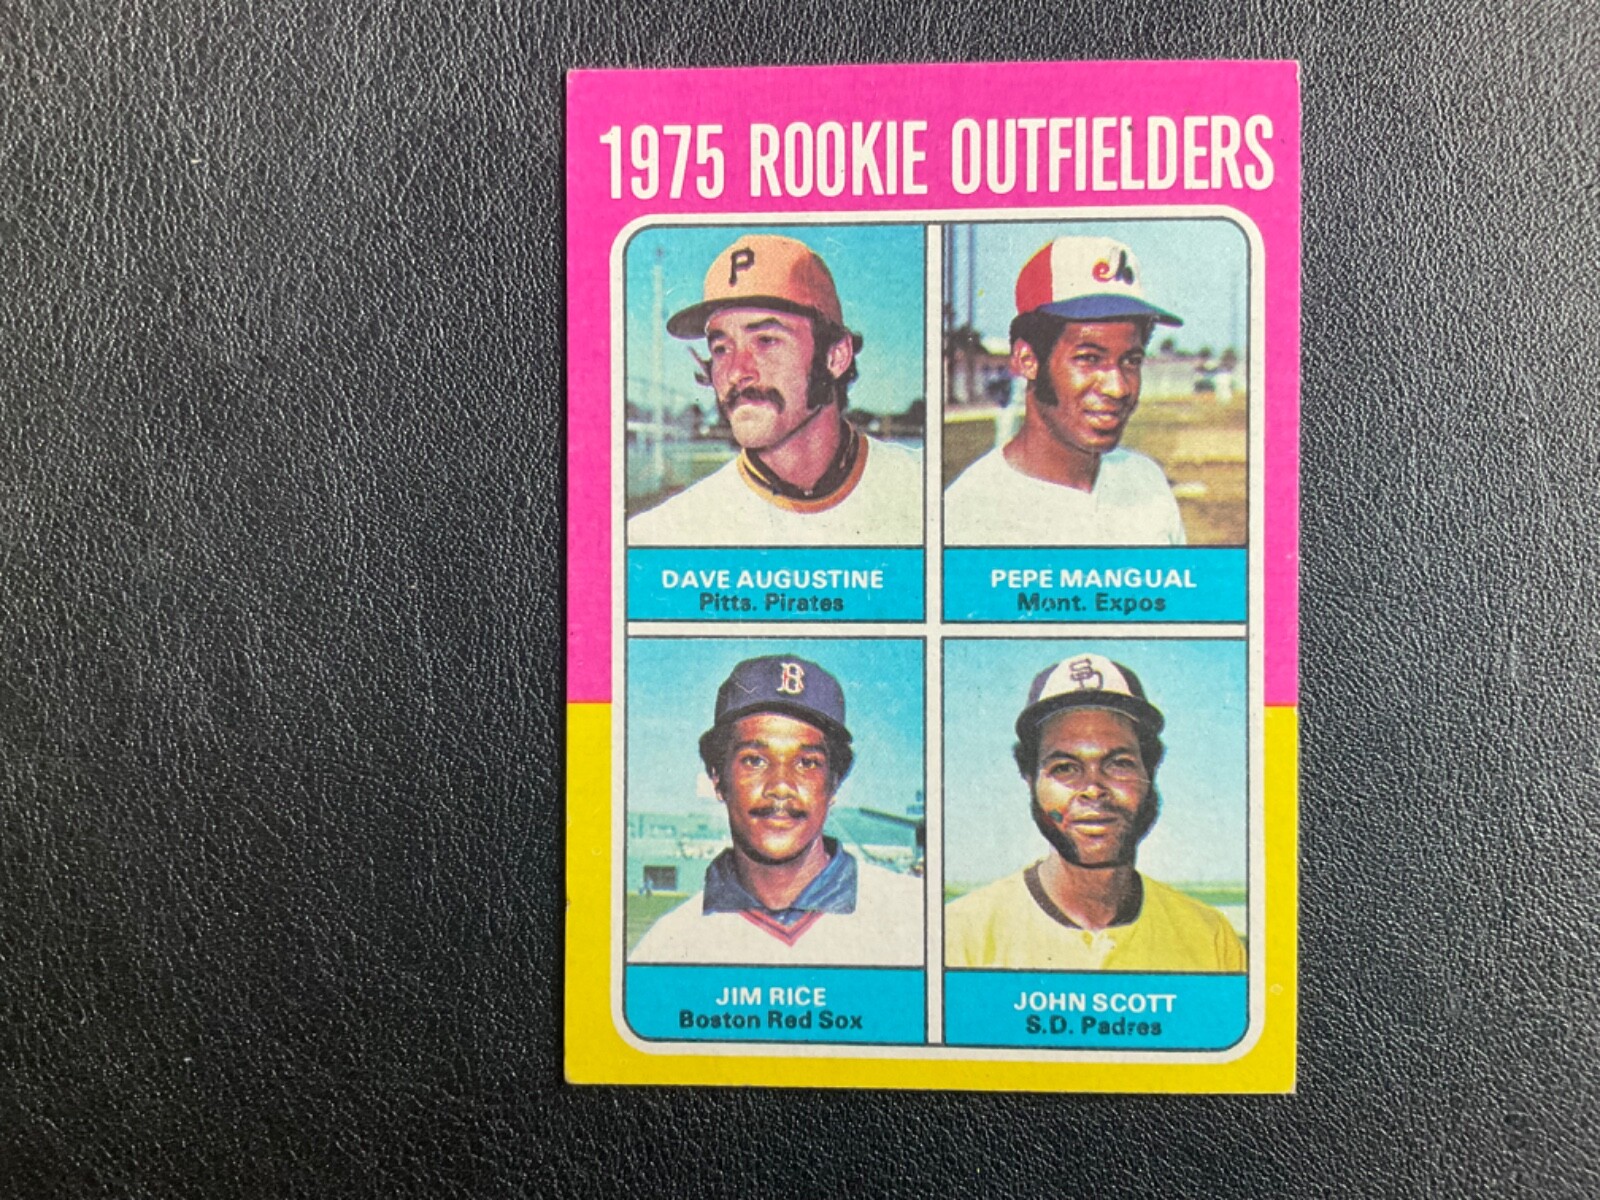 1975 ROOKIE OUTFIELDERS
P
DAVE AUGUSTINE
Pitts. Pirates
PEPE MANGUAL
Mont. Expos
B
JIM RICE
Boston Red Sox
SD
JOHN SCOTT
S.D. Padres